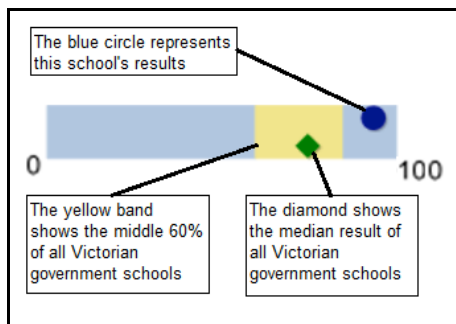 The blue circle represents
this school's results
0
100
The yellow band
shows the middle 60%
of all Victorian
government schools
The diamond shows
the median result of
all Victorian
government schools